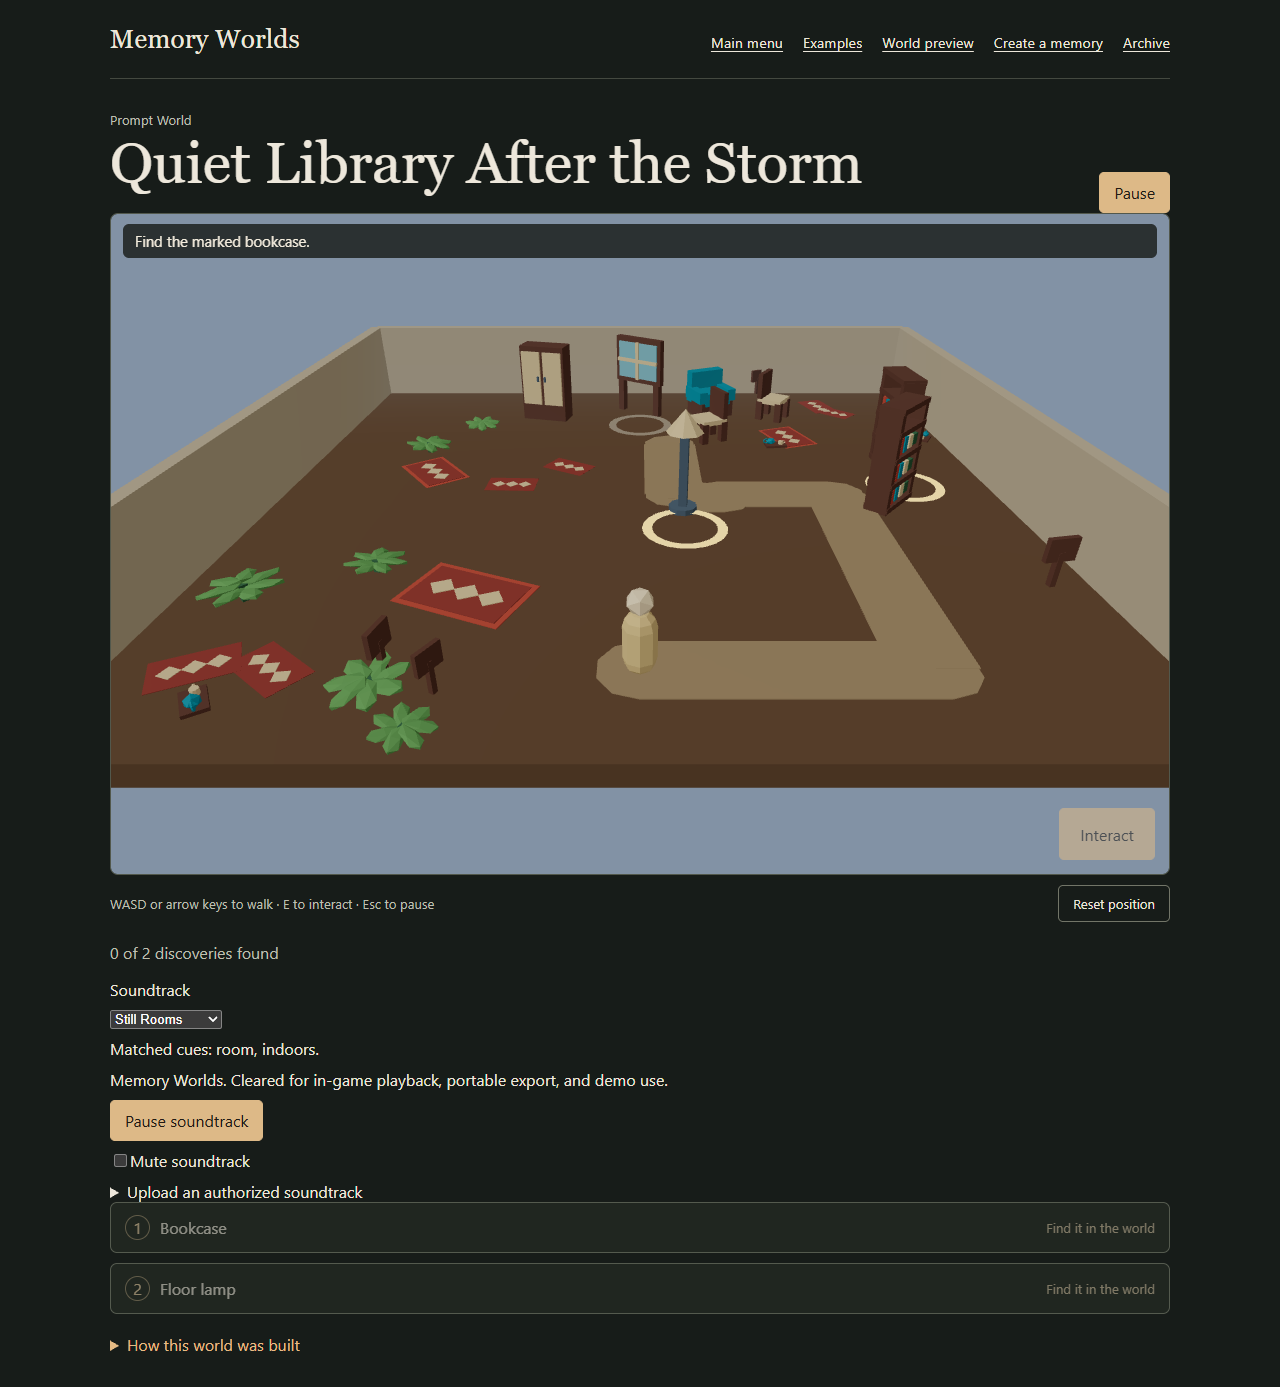 Memory Worlds
Main menu
Examples
World preview
Create a memory
Archive
Prompt World
Quiet Library After the Storm
Pause
Find the marked bookcase.
Interact
WASD or arrow keys to walk · E to interact · Esc to pause
Reset position
0 of 2 discoveries found
Soundtrack
Still Rooms
Matched cues: room, indoors.
Memory Worlds. Cleared for in-game playback, portable export, and demo use.
Pause soundtrack
Mute soundtrack
Upload an authorized soundtrack
1 Bookcase
Find it in the world
2 Floor lamp
Find it in the world
How this world was built